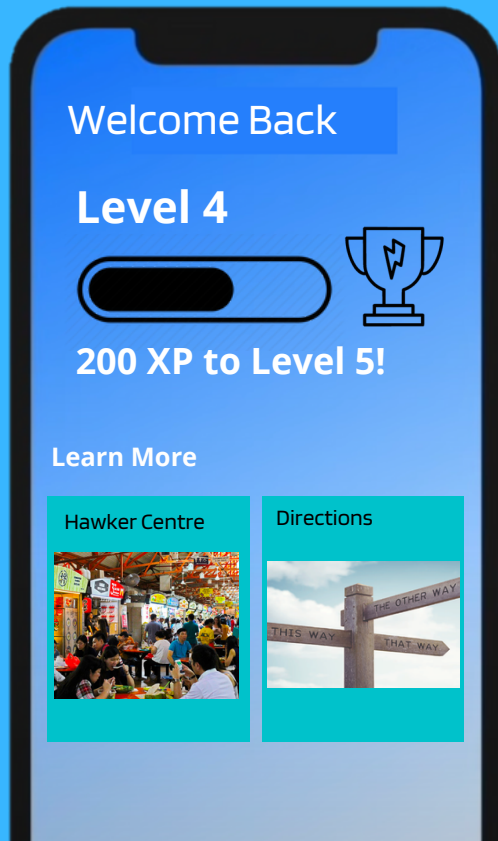 Welcome Back
Level 4
200 XP to Level 5!
Learn More
Hawker Centre
Directions
THE OTHER WAY
THIS WAY
THAT WAY